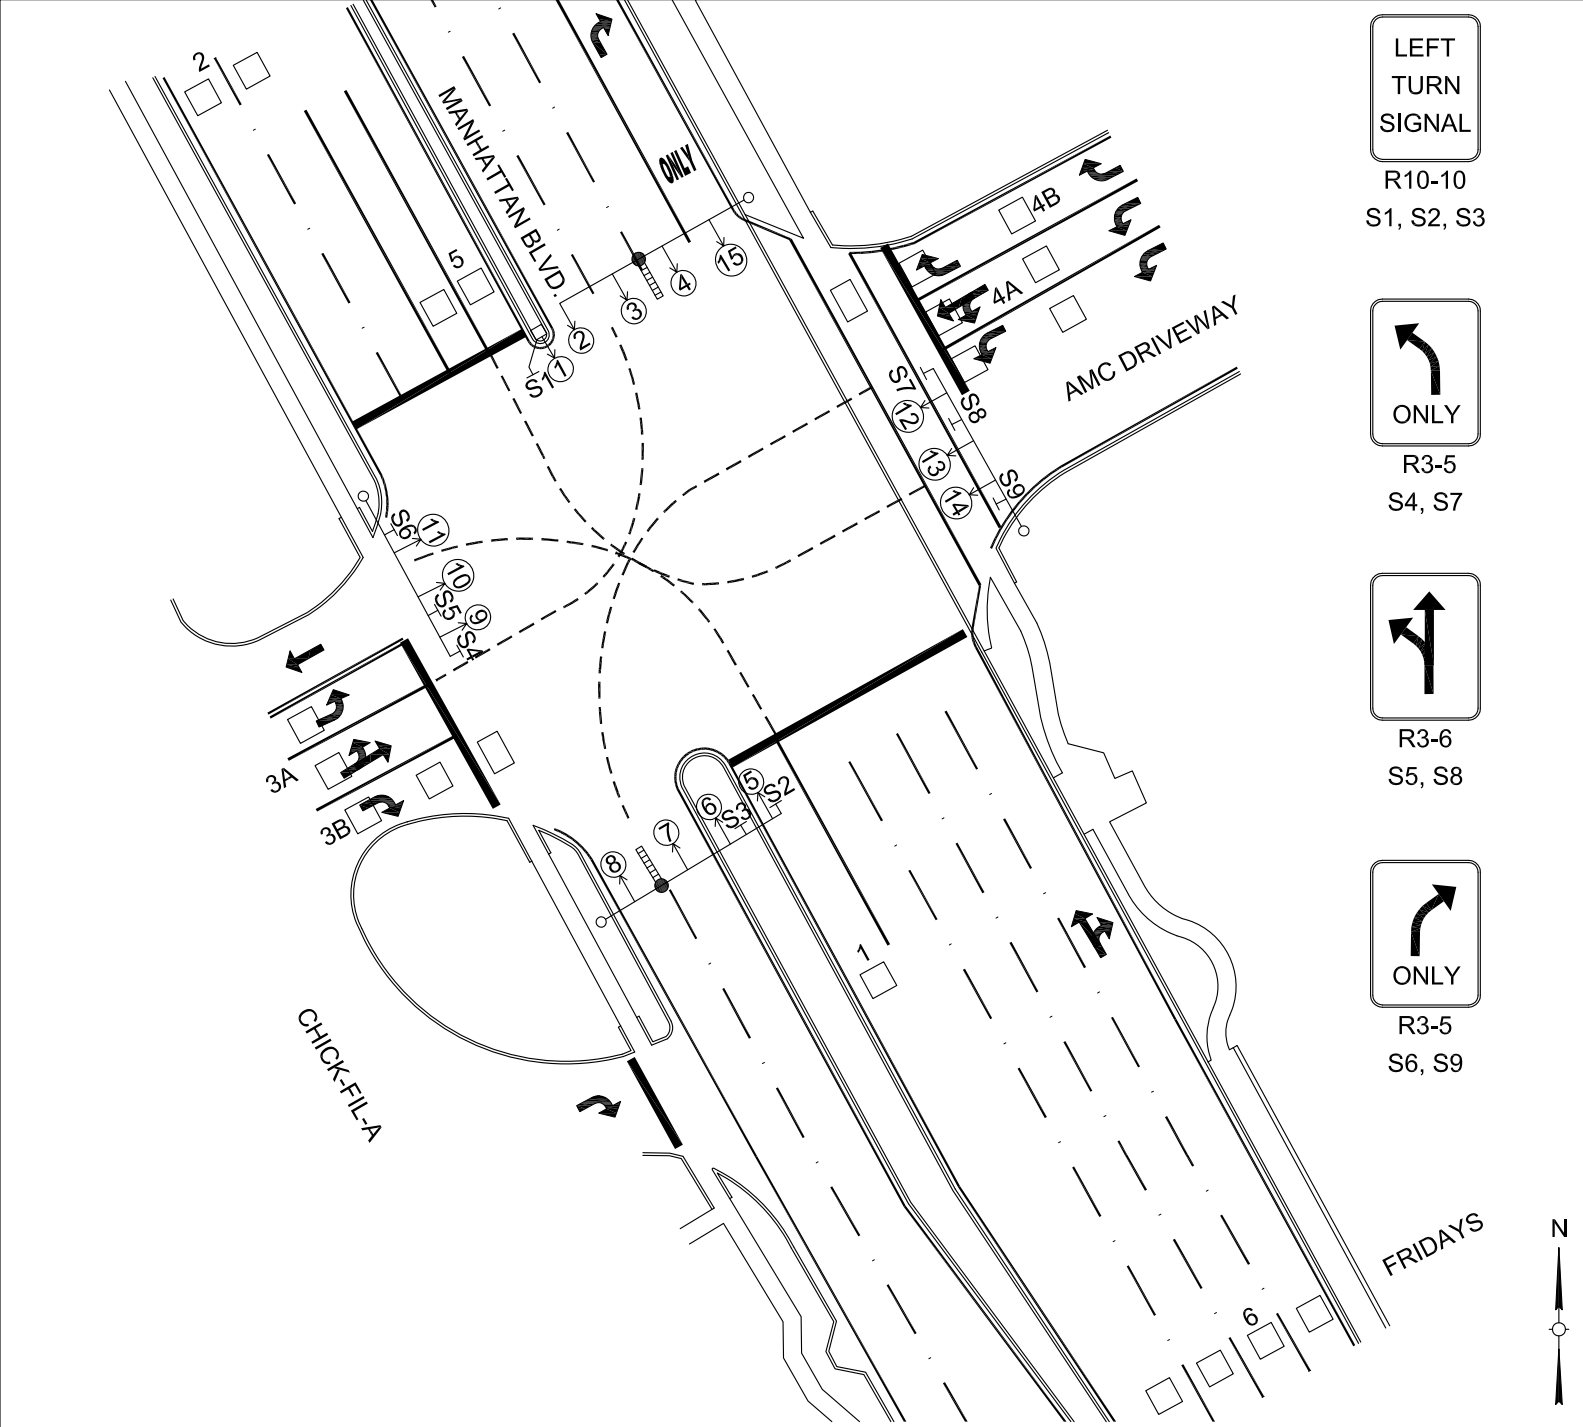 2
MANHATTAN BLVD.
ONLY
5
4B
4A
AMC DRIVEWAY
15
4
3
2
1
S1
S7
12
S8
13
S9
14
S6
11
10
S5
9
S4
3A
3B
5
S2
6
S3
7
8
1
CHICK-FIL-A
6
FRIDAYS
N
LEFT
TURN
SIGNAL
R10-10
S1, S2, S3
ONLY
R3-5
S4, S7
R3-6
S5, S8
ONLY
R3-5
S6, S9